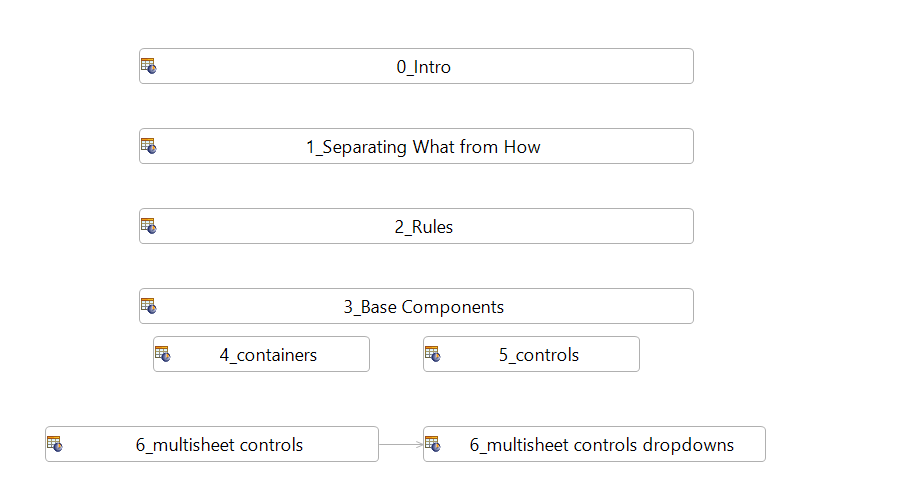 0_Intro
1_Separating What from How
2_Rules
3_Base Components
4_containers
5_controls
6_multisheet controls
6_multisheet controls dropdowns